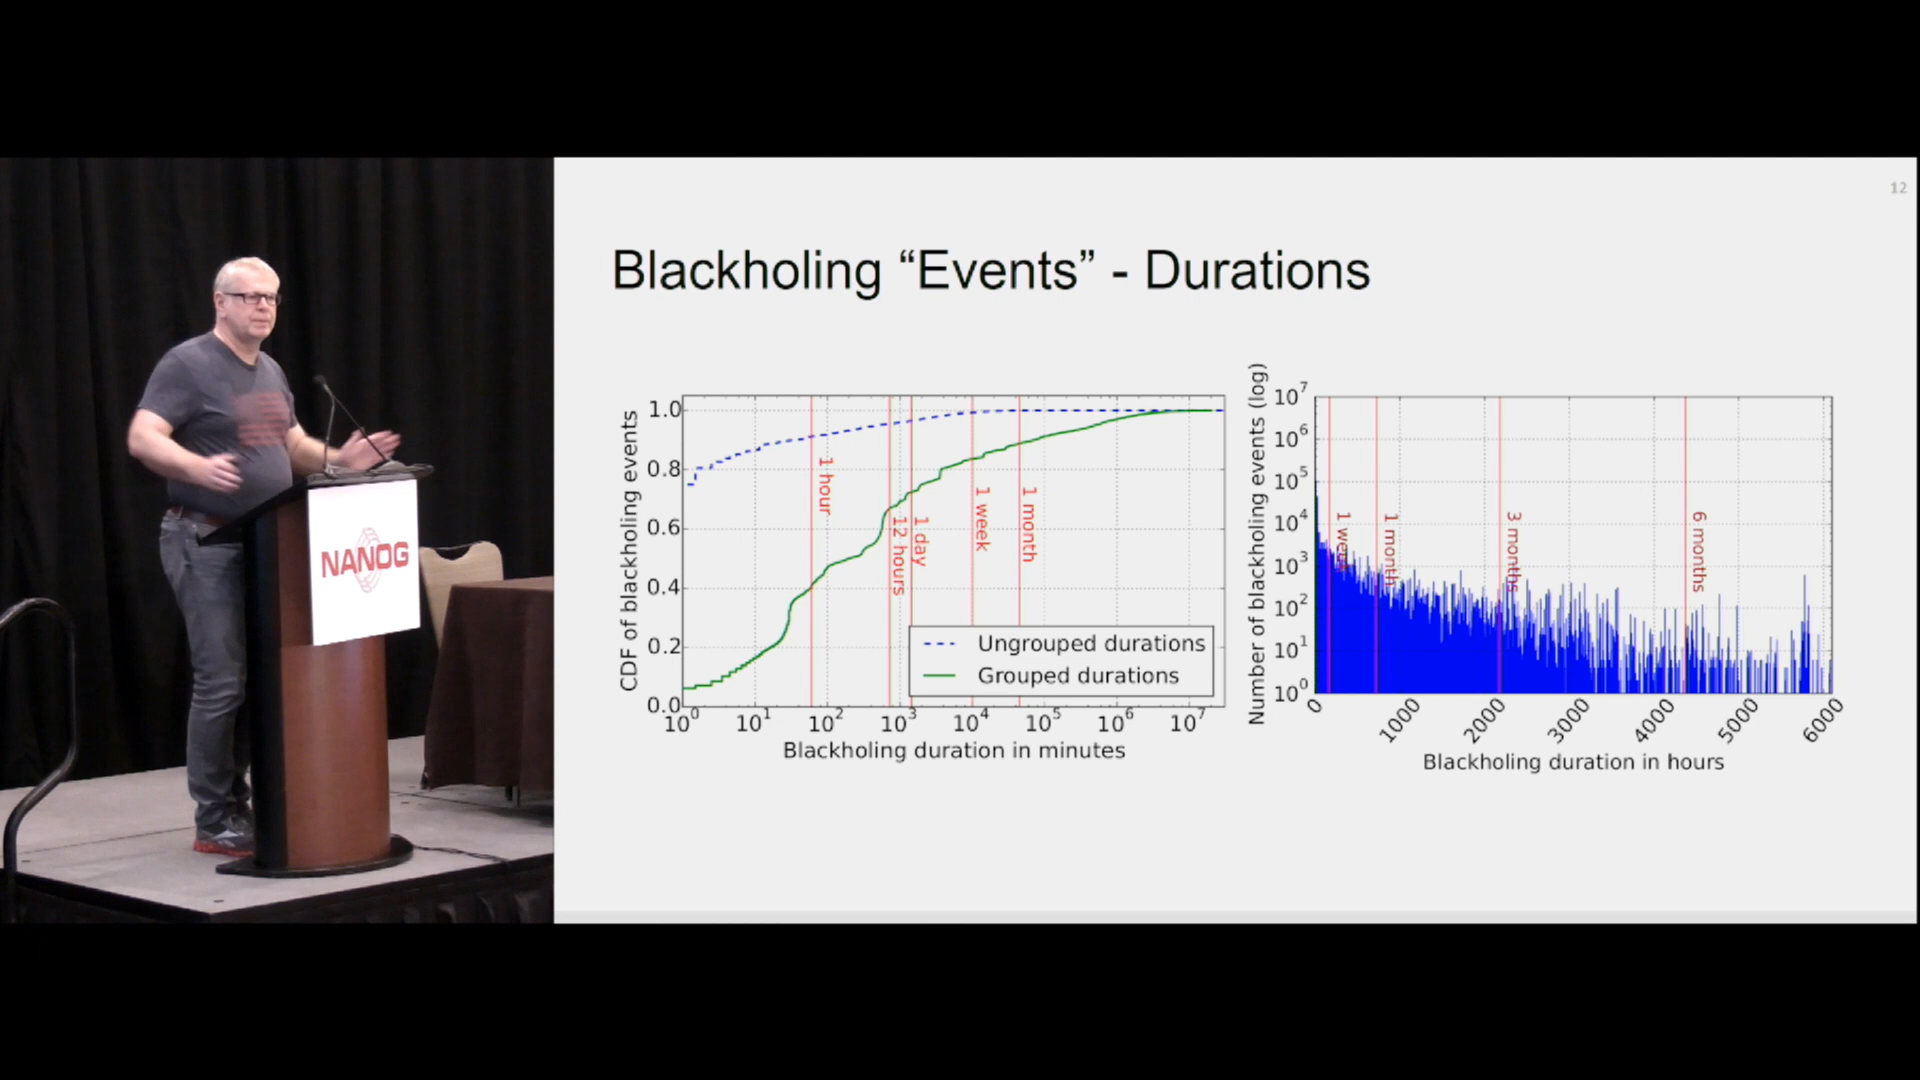 12
Blackholing “Events” - Durations
CDF of blackholing events
1.0
0.8
0.6
0.4
0.2
0.0
1 hour
12 hours
1 day
1 week
1 month
Ungrouped durations
Grouped durations
10^0 10^1 10^2 10^3 10^4 10^5 10^6 10^7
Blackholing duration in minutes
Number of blackholing events (log)
10^7
10^6
10^5
10^4
10^3
10^2
10^1
10^0
1 week
1 month
3 months
6 months
0 1000 2000 3000 4000 5000 6000
Blackholing duration in hours
NANOG